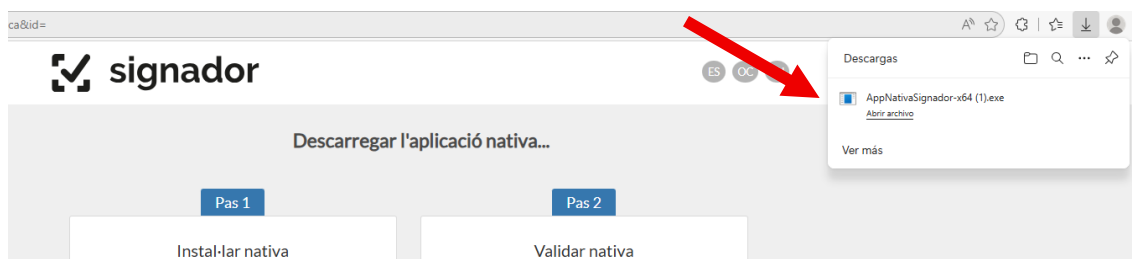 ca&id=
signador
ES OC
Descargas
AppNativaSignador-x64 (1).exe
Abrir archivo
Ver más
Descarregar l'aplicació nativa...
Pas 1
Pas 2
Instal·lar nativa
Validar nativa